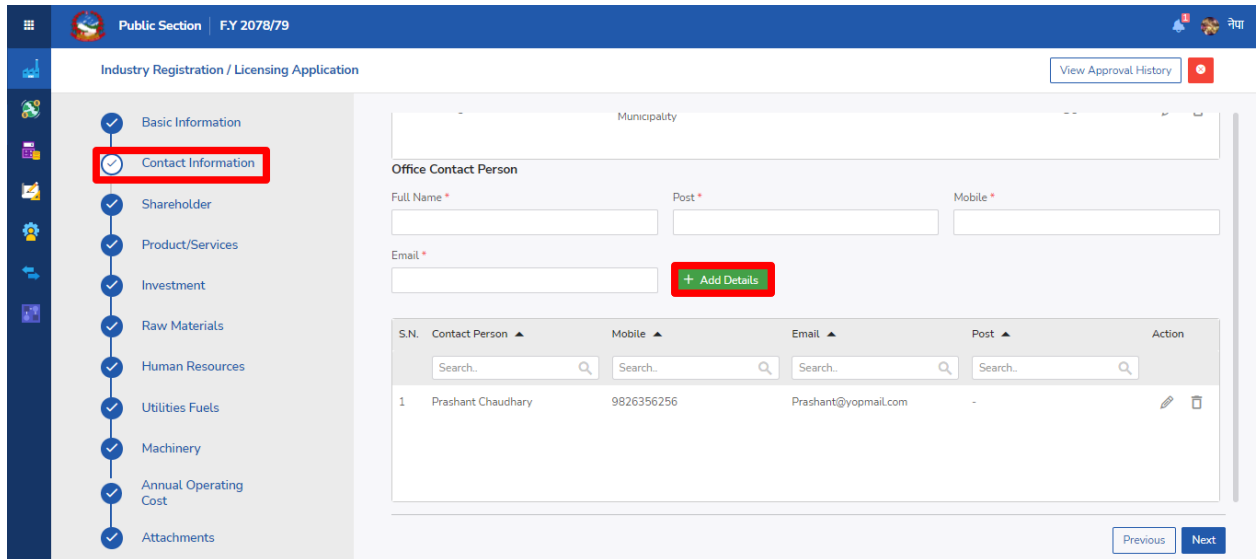 Public Section | F.Y 2078/79
1
नेपा
Industry Registration / Licensing Application
View Approval History
Basic Information
Contact Information
Shareholder
Product/Services
Investment
Raw Materials
Human Resources
Utilities Fuels
Machinery
Annual Operating
Cost
Attachments
Municipality
Office Contact Person
Full Name * Post * Mobile *
Email *
+ Add Details
S.N. Contact Person ▲ Mobile ▲ Email ▲ Post ▲ Action
Search.. Search.. Search.. Search..
1 Prashant Chaudhary 9826356256 Prashant@yopmail.com -
Previous Next